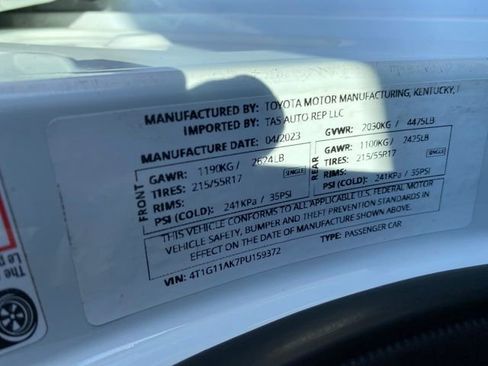 MANUFACTURED BY: TOYOTA MOTOR MANUFACTURING, KENTUCKY, I
IMPORTED BY: TAS AUTO REP LLC
MANUFACTURE DATE: 04/2023 GVWR: 2030KG / 4475LB
FRONT
GAWR: 1190KG / 2624LB
TIRES: 215/55R17 SINGLE
RIMS:
PSI (COLD): 241KPa / 35PSI
REAR
GAWR: 1100KG / 2425LB
TIRES: 215/55R17
RIMS: SINGLE
PSI (COLD): 241KPa / 35PSI
THIS VEHICLE CONFORMS TO ALL APPLICABLE U.S. FEDERAL MOTOR
VEHICLE SAFETY, BUMPER AND THEFT PREVENTION STANDARDS IN
EFFECT ON THE DATE OF MANUFACTURE SHOWN ABOVE.
VIN: 4T1G11AK7PU159372 TYPE: PASSENGER CAR
The
Le p